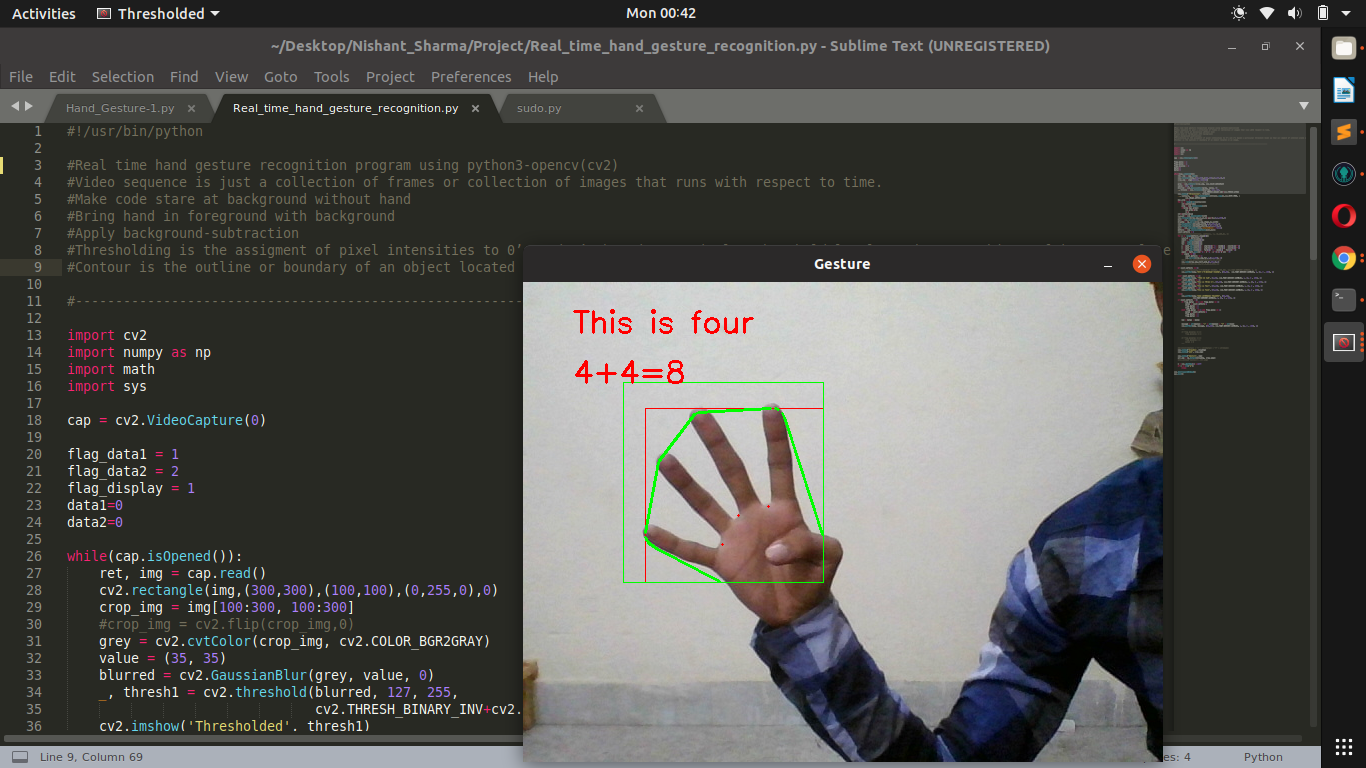 Activities Thresholded Mon 00:42
~/Desktop/Nishant_Sharma/Project/Real_time_hand_gesture_recognition.py - Sublime Text (UNREGISTERED)
File Edit Selection Find View Goto Tools Project Preferences Help
Hand_Gesture-1.py × Real_time_hand_gesture_recognition.py × sudo.py ×
1 #!/usr/bin/python
2
3 #Real time hand gesture recognition program using python3-opencv(cv2)
4 #Video sequence is just a collection of frames or collection of images that runs with respect to time.
5 #Make code stare at background without hand
6 #Bring hand in foreground with background
7 #Apply background-subtraction
8 #Thresholding is the assigment of pixel intensities to 0
9 #Contour is the outline or boundary of an object located
10
11 #-----------------------------------------------------
12
13 import cv2
14 import numpy as np
15 import math
16 import sys
17
18 cap = cv2.VideoCapture(0)
19
20 flag_data1 = 1
21 flag_data2 = 2
22 flag_display = 1
23 data1=0
24 data2=0
25
26 while(cap.isOpened()):
27 ret, img = cap.read()
28 cv2.rectangle(img,(300,300),(100,100),(0,255,0),0)
29 crop_img = img[100:300, 100:300]
30 #crop_img = cv2.flip(crop_img,0)
31 grey = cv2.cvtColor(crop_img, cv2.COLOR_BGR2GRAY)
32 value = (35, 35)
33 blurred = cv2.GaussianBlur(grey, value, 0)
34 _, thresh1 = cv2.threshold(blurred, 127, 255,
35 cv2.THRESH_BINARY_INV+cv2.
36 cv2.imshow('Thresholded', thresh1)
Gesture
This is four
4+4=8
Line 9, Column 69
es: 4 Python